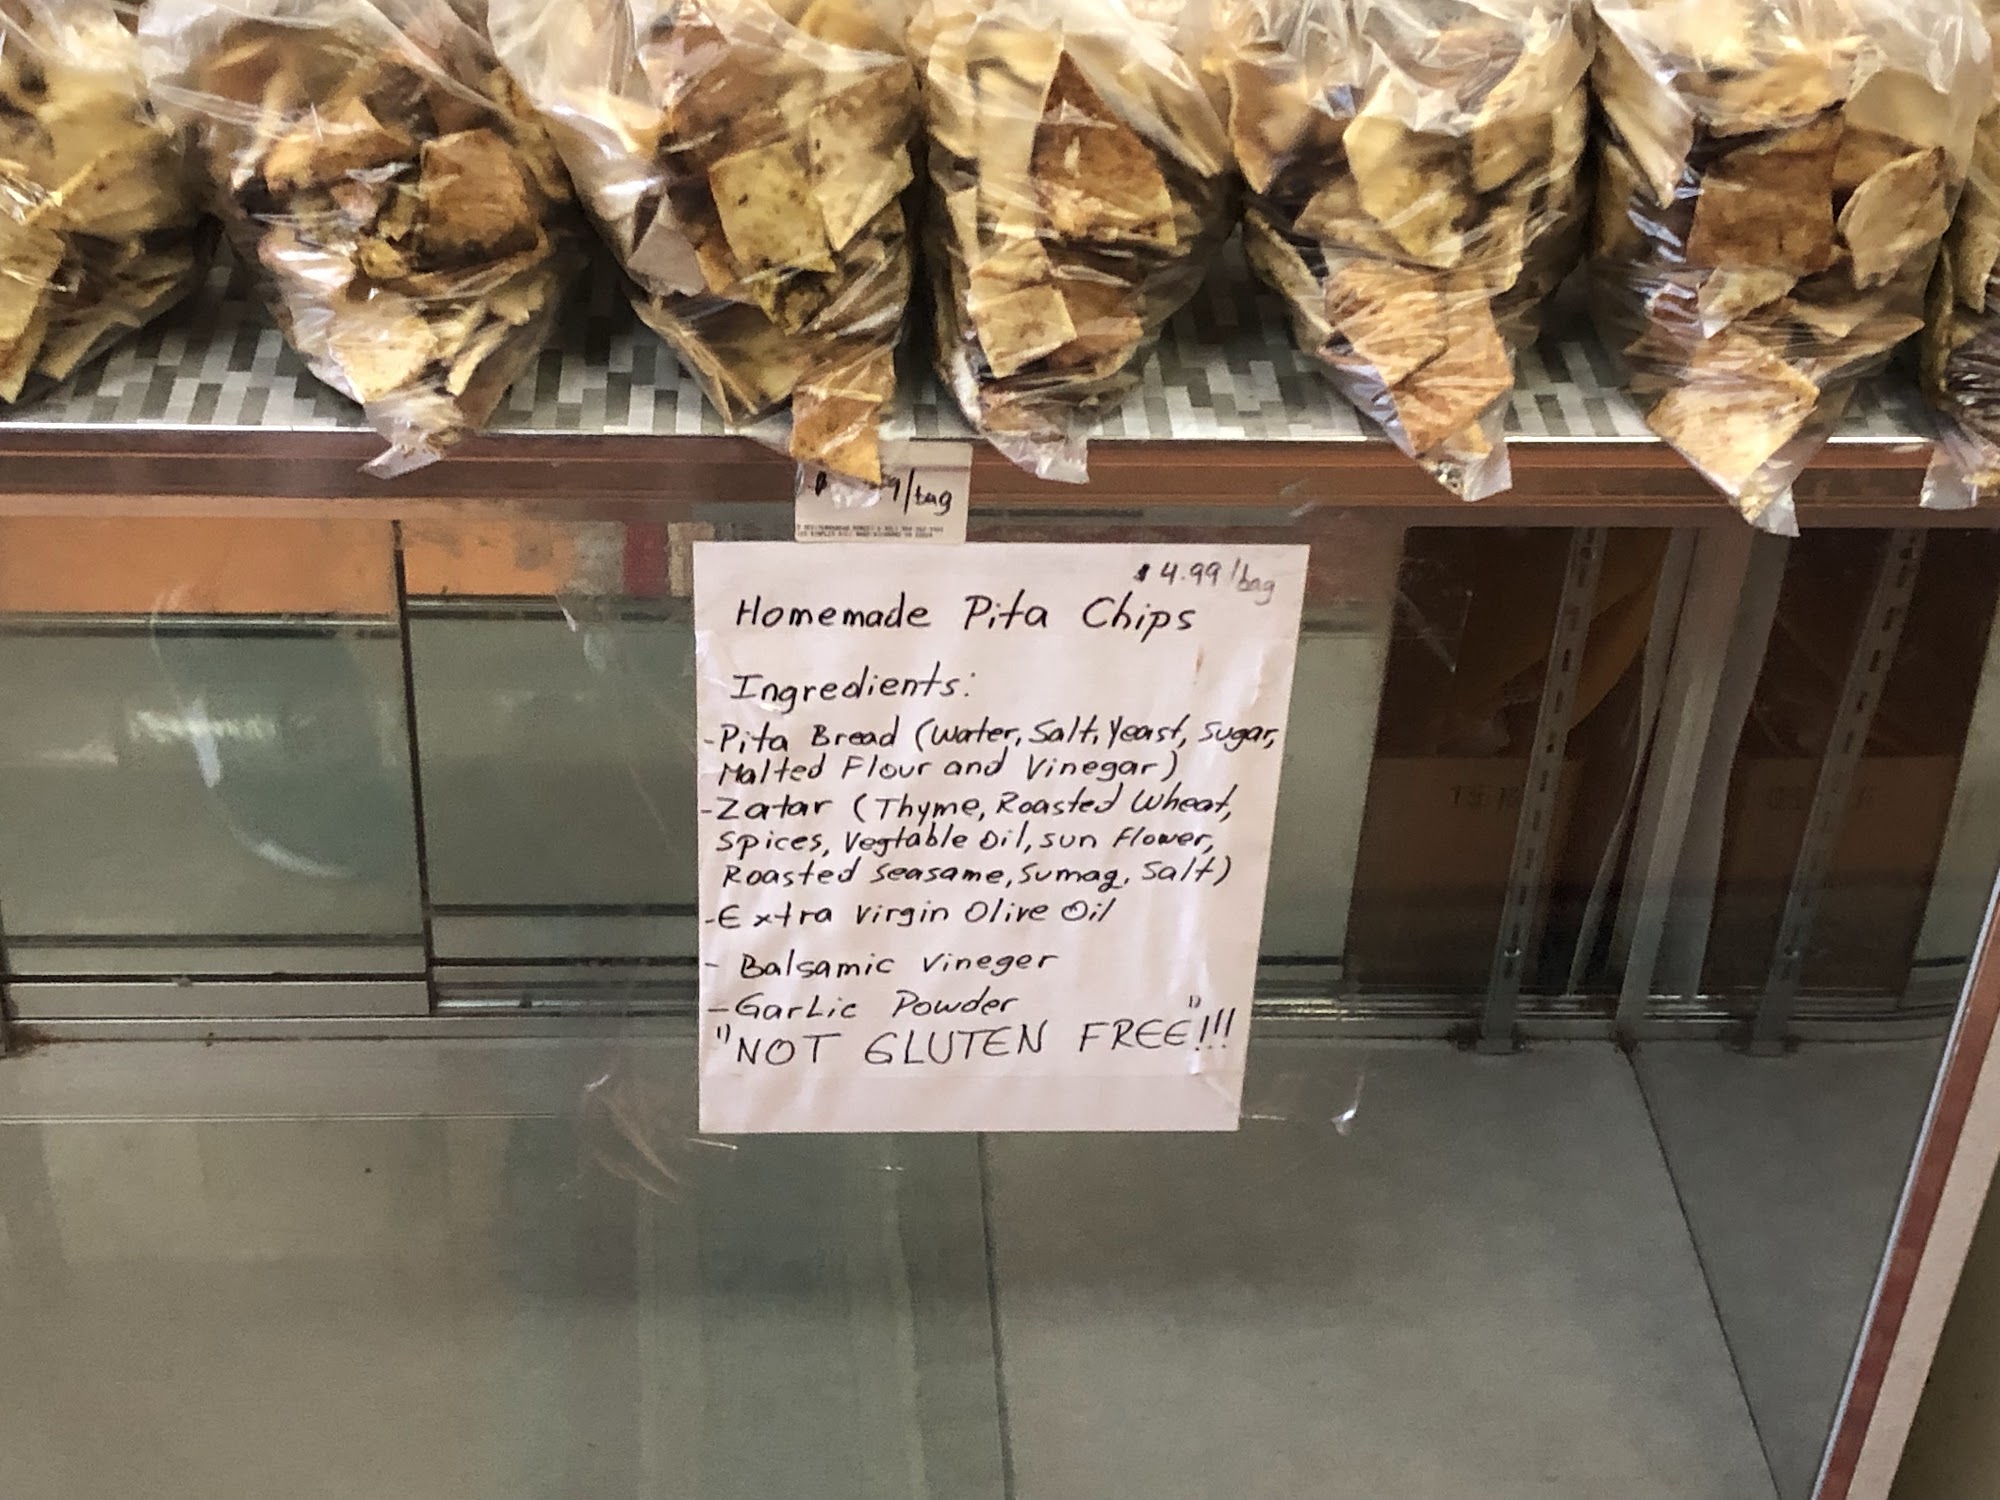 /bag
$ 4.99/bag
Homemade Pita Chips
Ingredients:
-Pita Bread (Water, Salt, Yeast, Sugar,
Malted Flour and Vinegar)
-Zatar (Thyme, Roasted Wheat,
Spices, Vegtable Oil, Sun Flower,
Roasted Seasame, Sumag, Salt)
-Extra Virgin Olive Oil
- Balsamic Vineger
-Garlic Powder
"NOT GLUTEN FREE"!!!